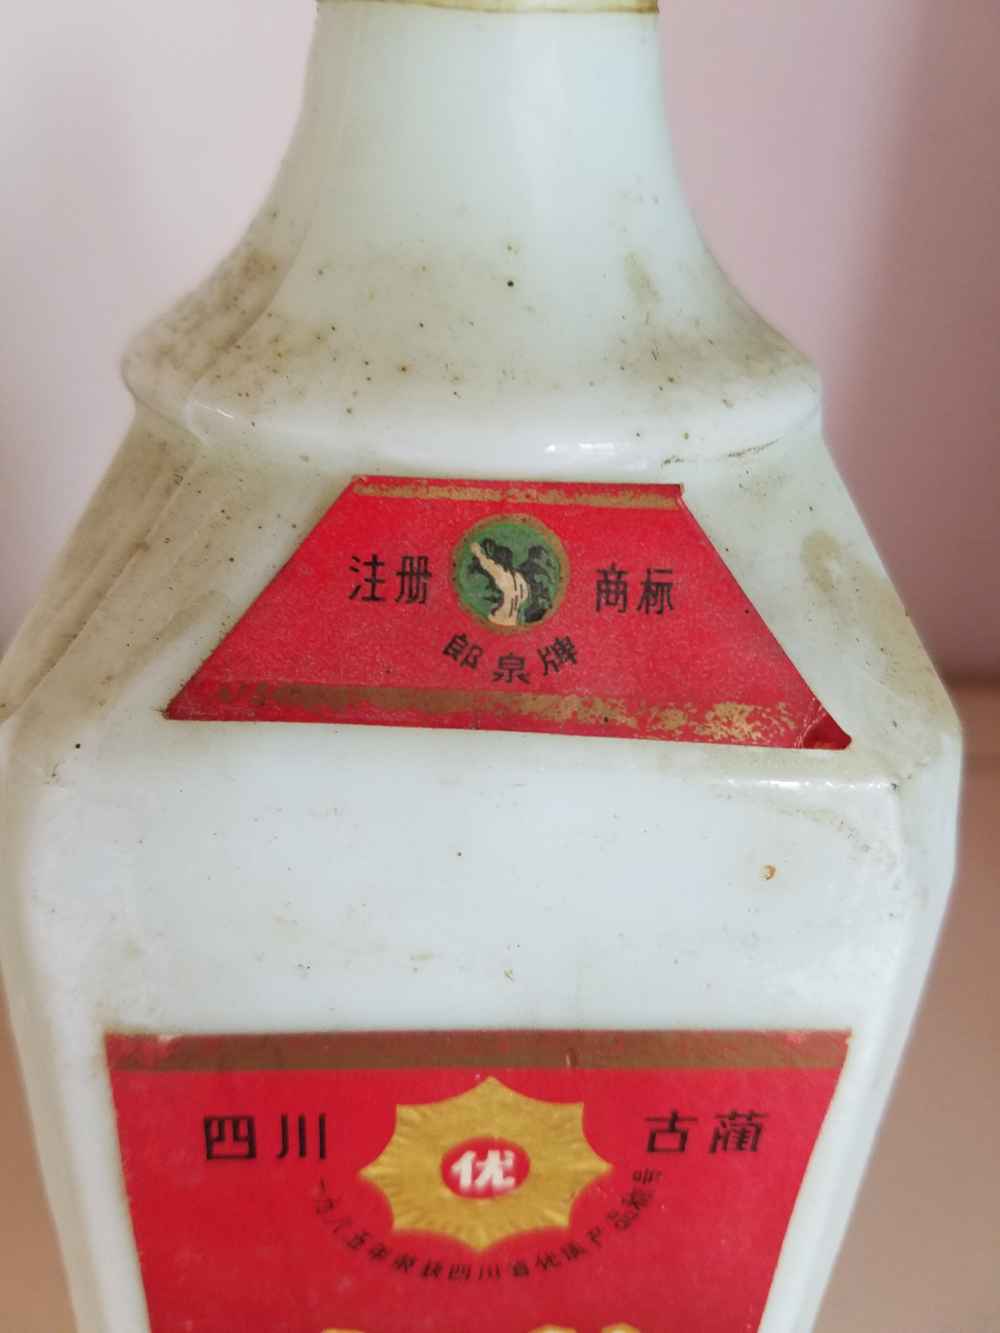 注册 商标
郎泉牌
四川 古蔺
优
一九八五年荣获四川省优质产品称号